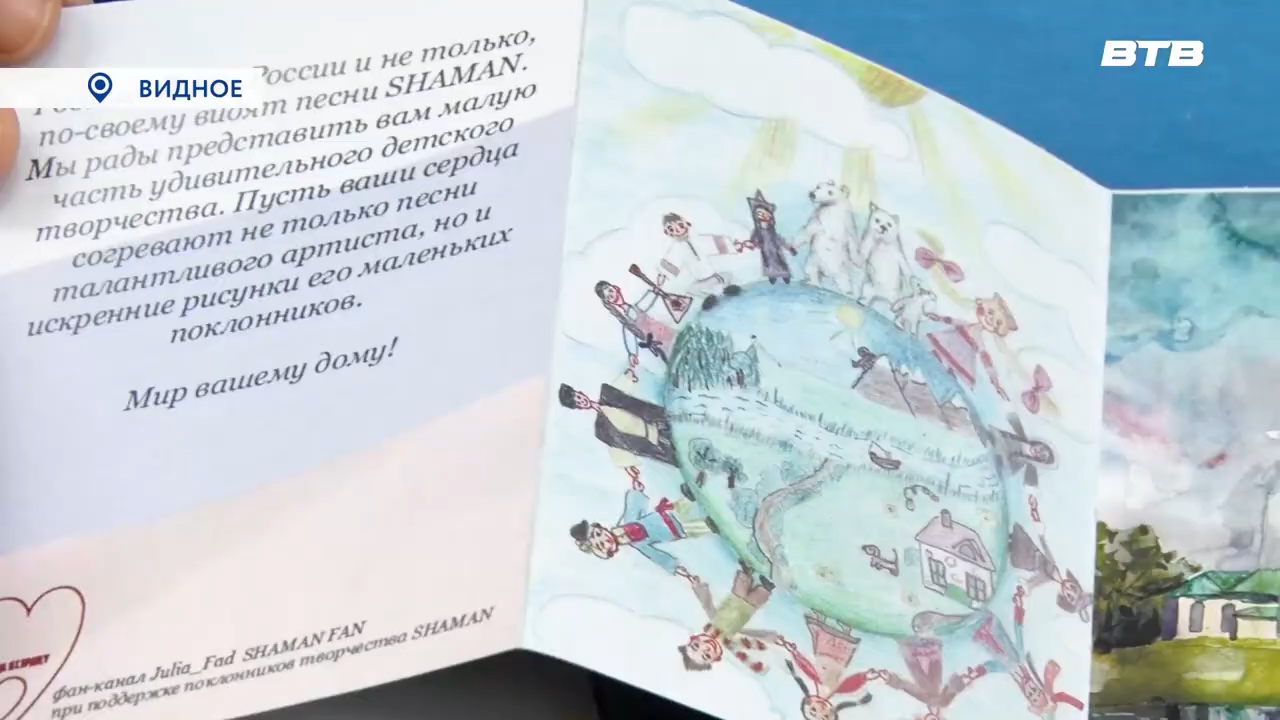 ВТВ
ВИДНОЕ
России и не только,
по-своему видят песни SHAMAN.
Мы рады представить вам малую
часть удивительного детского
творчества. Пусть ваши сердца
согревают не только песни
талантливого артиста, но и
искренние рисунки его маленьких
поклонников.
Мир вашему дому!
фан-канал Julia_Fad SHAMAN FAN
при поддержке поклонников творчества SHAMAN